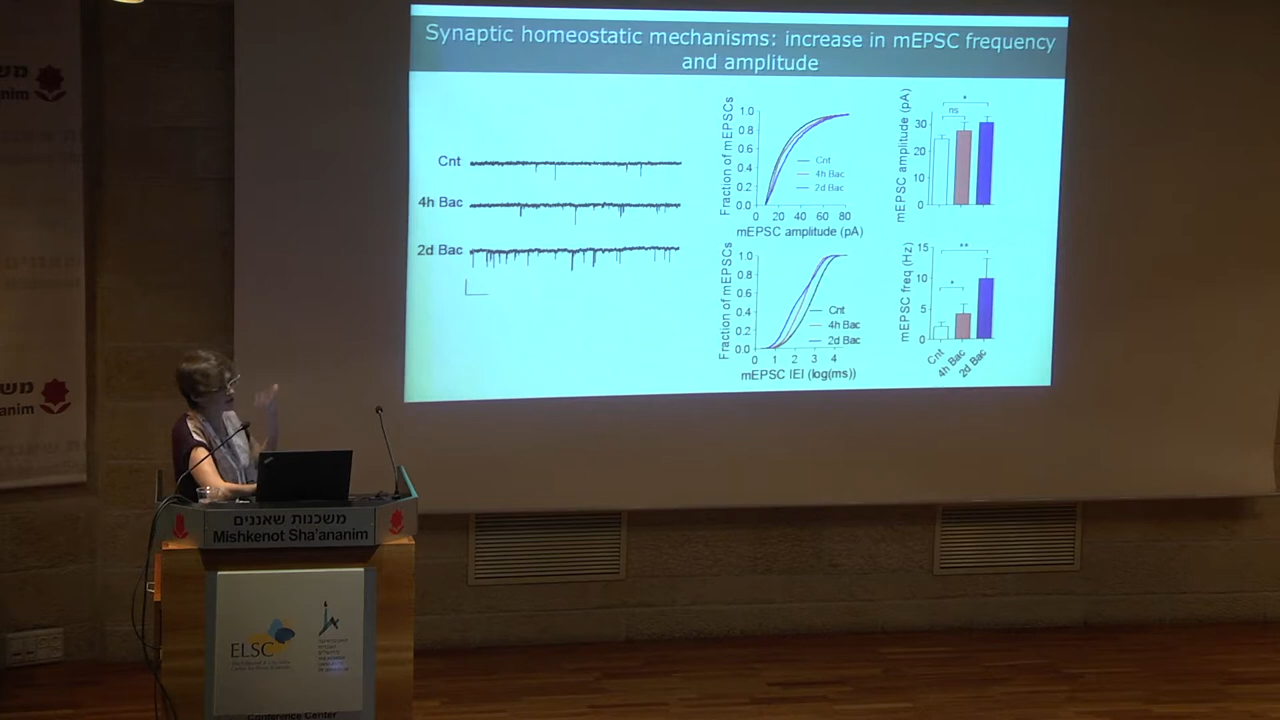 Synaptic homeostatic mechanisms: increase in mEPSC frequency
and amplitude
Cnt
4h Bac
2d Bac
Fraction of mEPSCs
1.0
0.8
0.6
0.4
0.2
0.0
Cnt
4h Bac
2d Bac
0 20 40 60 80
mEPSC amplitude (pA)
mEPSC amplitude (pA)
30
20
10
0
ns
*
Fraction of mEPSCs
1.0
0.8
0.6
0.4
0.2
0.0
Cnt
4h Bac
2d Bac
0 1 2 3 4
mEPSC IEI (log(ms))
mEPSC freq (Hz)
15
10
5
0
*
**
Cnt
4h Bac
2d Bac
anim
משכנות שאננים
Mishkenot Sha'ananim
ELSC
Conference Center